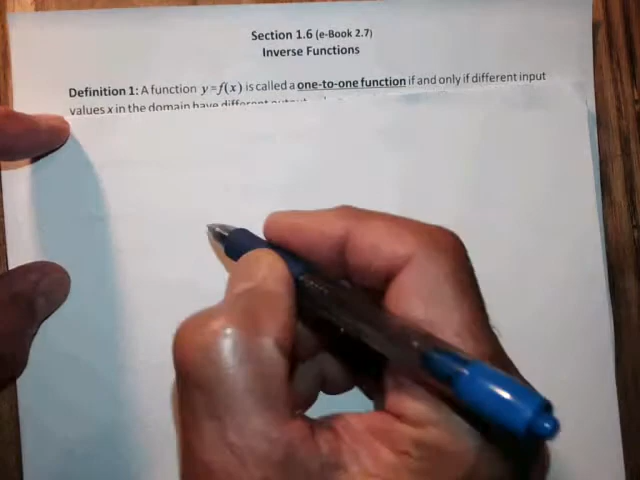 Section 1.6 (e-Book 2.7)
Inverse Functions
Definition 1: A function y=f(x) is called a one-to-one function if and only if different input
values x in the domain have different